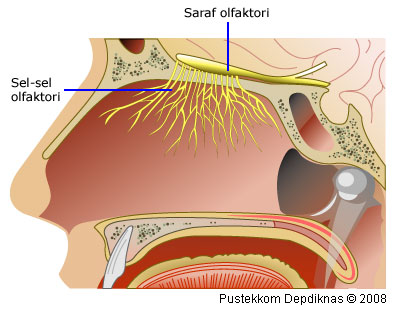 Saraf olfaktori
Sel-sel
olfaktori
Pustekkom Depdiknas © 2008